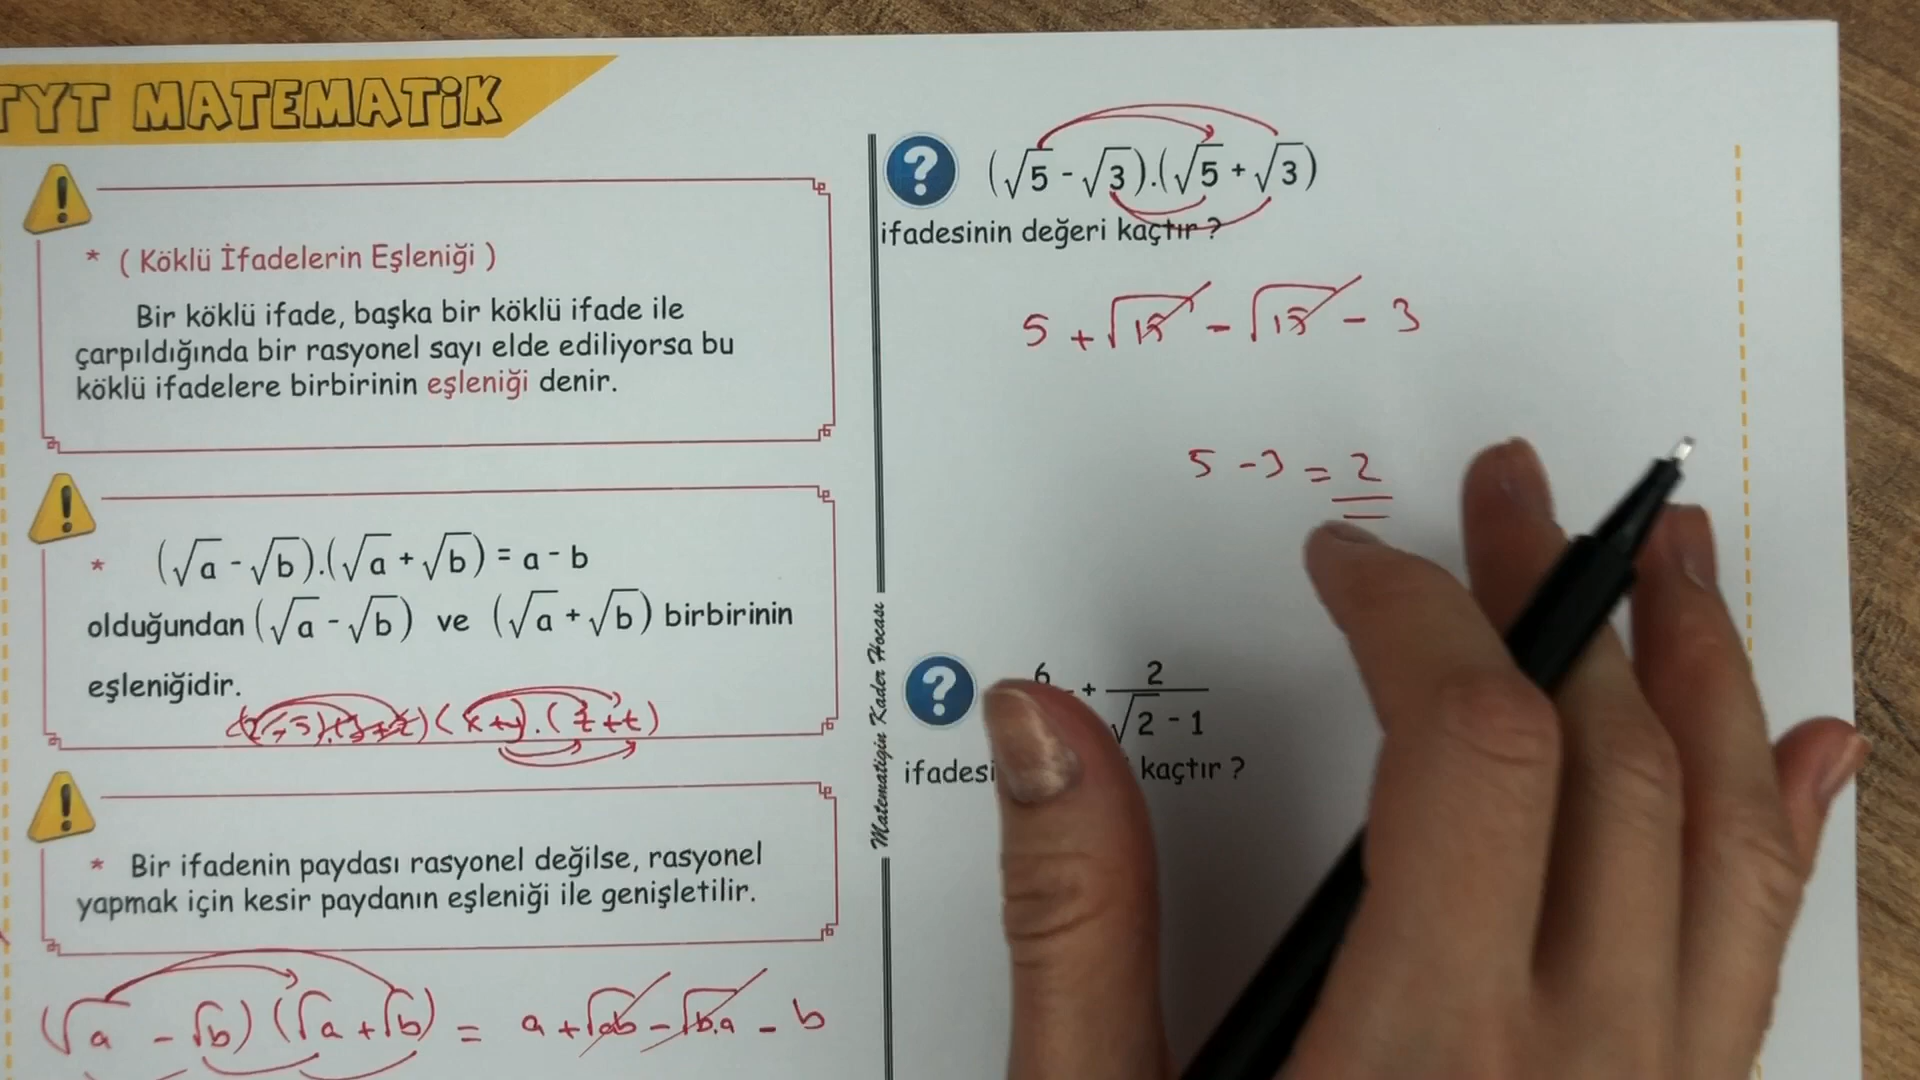 TYT MATEMATİK
* ( Köklü İfadelerin Eşleniği )
Bir köklü ifade, başka bir köklü ifade ile
çarpıldığında bir rasyonel sayı elde ediliyorsa bu
köklü ifadelere birbirinin eşleniği denir.
* (√a - √b).(√a + √b) = a - b
olduğundan (√a - √b) ve (√a + √b) birbirinin
eşleniğidir.
(x+y).(z+t)
* Bir ifadenin paydası rasyonel değilse, rasyonel
yapmak için kesir paydanın eşleniği ile genişletilir.
(√a - √b) (√a + √b) = a + √ab - √b.a - b
Matematiğin Kader Hocası
(√5 - √3).(√5 + √3)
ifadesinin değeri kaçtır ?
5 + √15 - √15 - 3
5 - 3 = 2
6 + 2
√2 - 1
ifadesi kaçtır ?